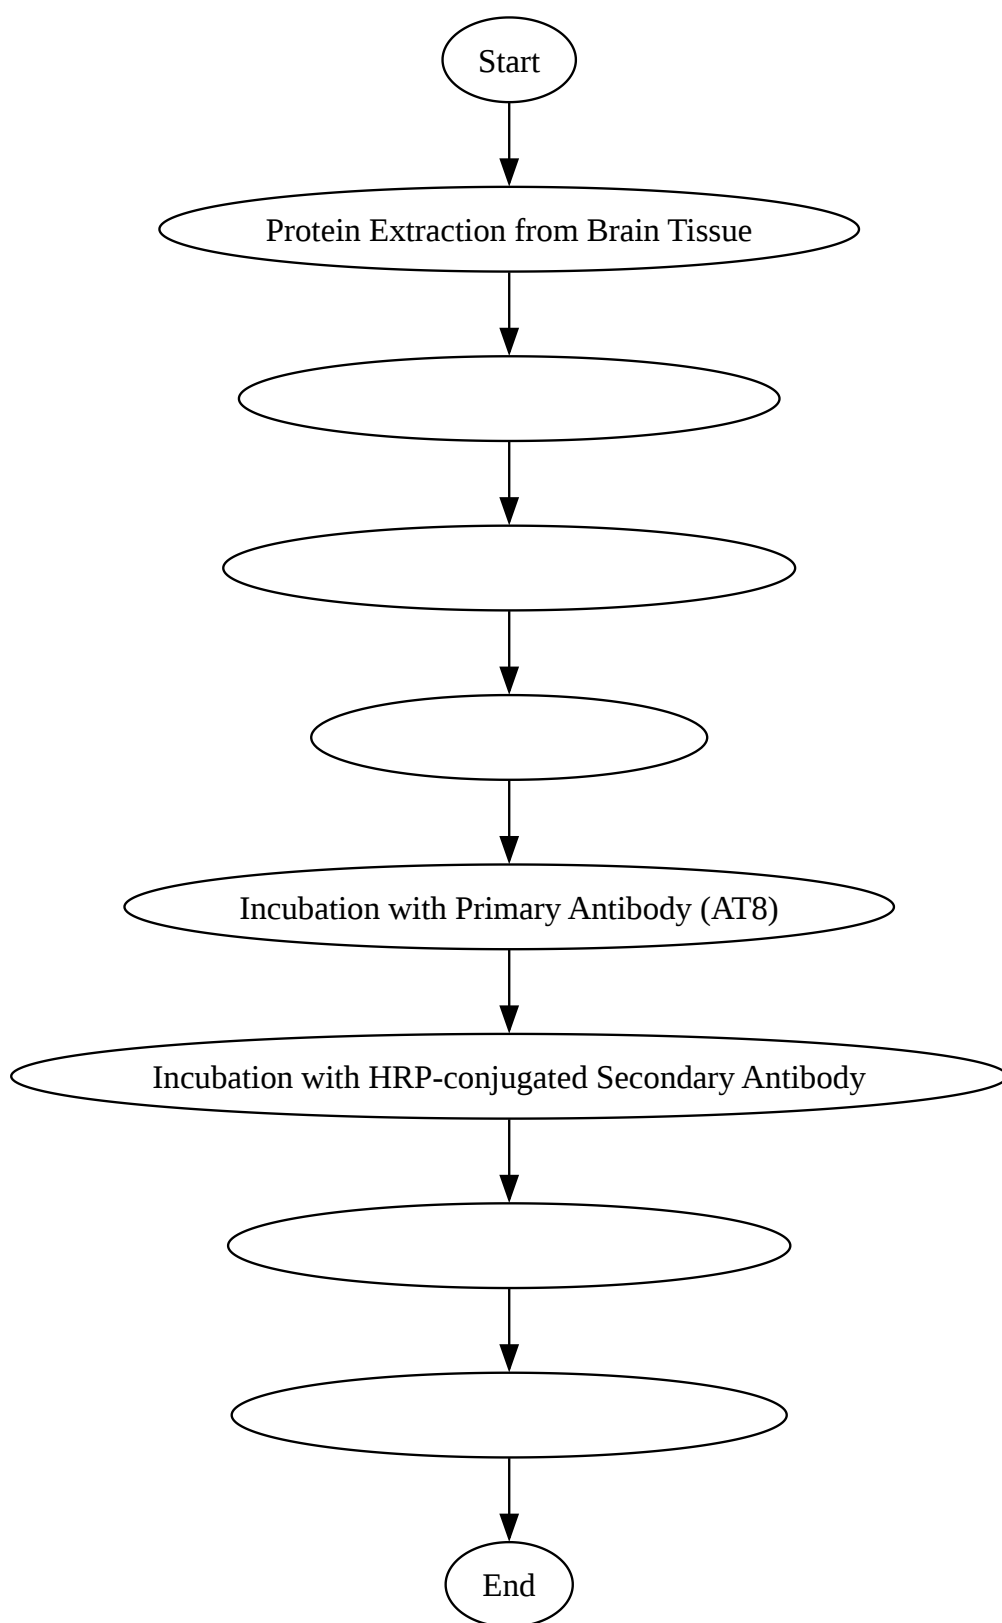 Start
Protein Extraction from Brain Tissue
Incubation with Primary Antibody (AT8)
Incubation with HRP-conjugated Secondary Antibody
End